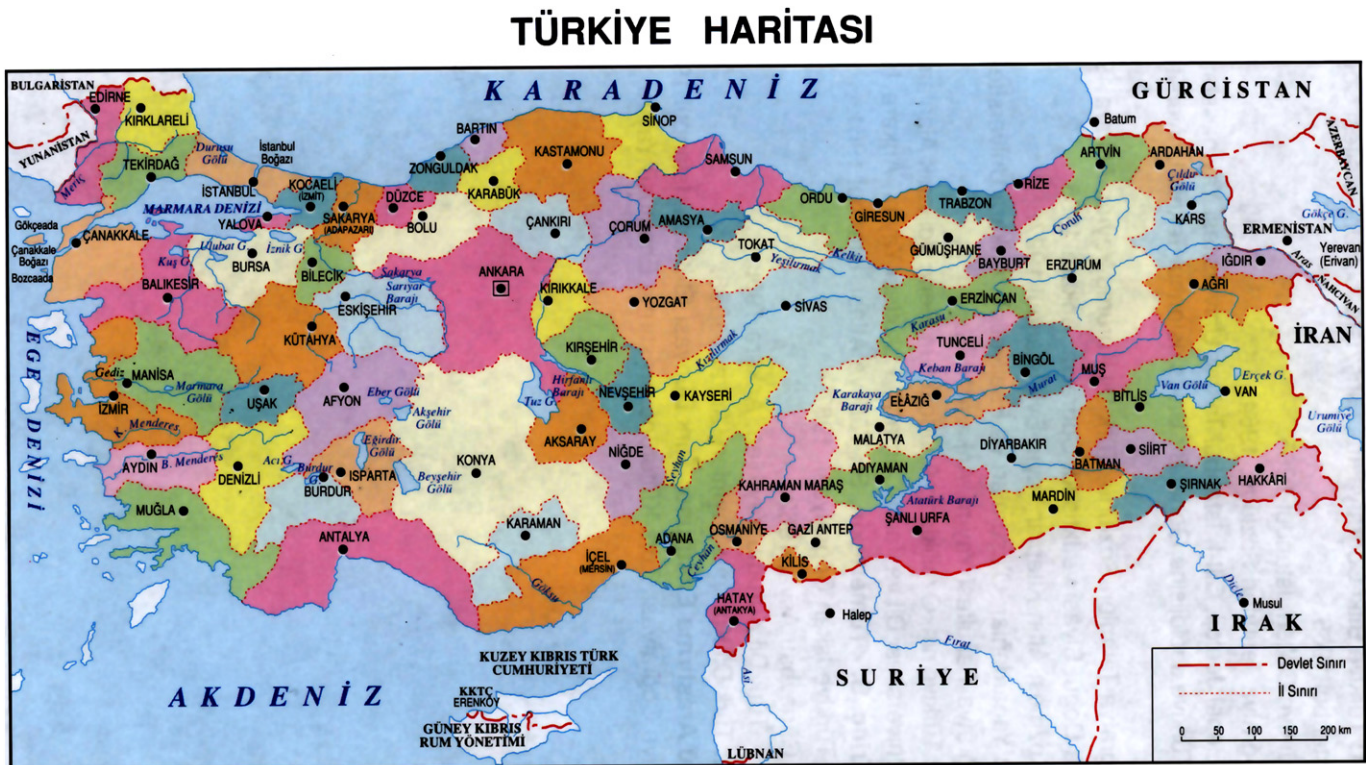 TÜRKİYE HARİTASI
BULGARİSTAN
EDİRNE
KIRKLARELİ
YUNANİSTAN
Meriç
TEKİRDAĞ
Durusu
Gölü
İstanbul
Boğazı
İSTANBUL
KARADENİZ
BARTIN
ZONGULDAK
KARABÜK
KASTAMONU
SİNOP
SAMSUN
Batum
GÜRCİSTAN
AZERBAYCAN
ARTVİN
ARDAHAN
Çıldır
Gölü
KARS
Gökçe G.
ERMENİSTAN
Yerevan
(Erivan)
Aras
NAHCİVAN
IĞDIR
MARMARA DENİZİ
YALOVA
KOCAELİ
(İZMİT)
SAKARYA
(ADAPAZARI)
DÜZCE
BOLU
ÇANKIRI
ÇORUM
AMASYA
TOKAT
Yeşilırmak
Kelkit
ORDU
GİRESUN
TRABZON
RİZE
GÜMÜŞHANE
BAYBURT
Çoruh
ERZURUM
Gökçeada
ÇANAKKALE
Çanakkale
Boğazı
Bozcaada
Kuş G.
Ulubat G.
İznik G.
BURSA
BİLECİK
BALIKESİR
Sakarya
Sarıyar
Barajı
ESKİŞEHİR
ANKARA
KIRIKKALE
YOZGAT
SİVAS
ERZİNCAN
AĞRI
İRAN
EGE DENİZİ
KÜTAHYA
KIRŞEHİR
Kızılırmak
Karasu
TUNCELİ
Keban Barajı
BİNGÖL
Murat
MUŞ
BİTLİS
Van Gölü
Erçek G.
VAN
Urumiye
Gölü
Gediz
MANİSA
Marmara
Gölü
İZMİR
UŞAK
AFYON
Eber Gölü
Akşehir
Gölü
Hirfanlı
Barajı
Tuz G.
NEVŞEHİR
KAYSERİ
Karakaya
Barajı
ELÂZIĞ
MALATYA
K. Menderes
AYDIN
B. Menderes
DENİZLİ
Acı G.
Burdur
G.
BURDUR
ISPARTA
Eğirdir
Gölü
Beyşehir
Gölü
KONYA
AKSARAY
NİĞDE
Seyhan
KAHRAMAN MARAŞ
ADIYAMAN
DİYARBAKIR
BATMAN
SİİRT
ŞIRNAK
HAKKÂRİ
MUĞLA
ANTALYA
KARAMAN
İÇEL
(MERSİN)
Göksu
ADANA
Ceyhan
OSMANİYE
GAZİ ANTEP
KİLİS
Atatürk Barajı
ŞANLI URFA
MARDİN
HATAY
(ANTAKYA)
Halep
Fırat
Dicle
Musul
IRAK
SURİYE
Asi
LÜBNAN
AKDENİZ
KUZEY KIBRIS TÜRK
CUMHURİYETİ
KKTC
ERENKÖY
GÜNEY KIBRIS
RUM YÖNETİMİ
Devlet Sınırı
İl Sınırı
0 50 100 150 200 km